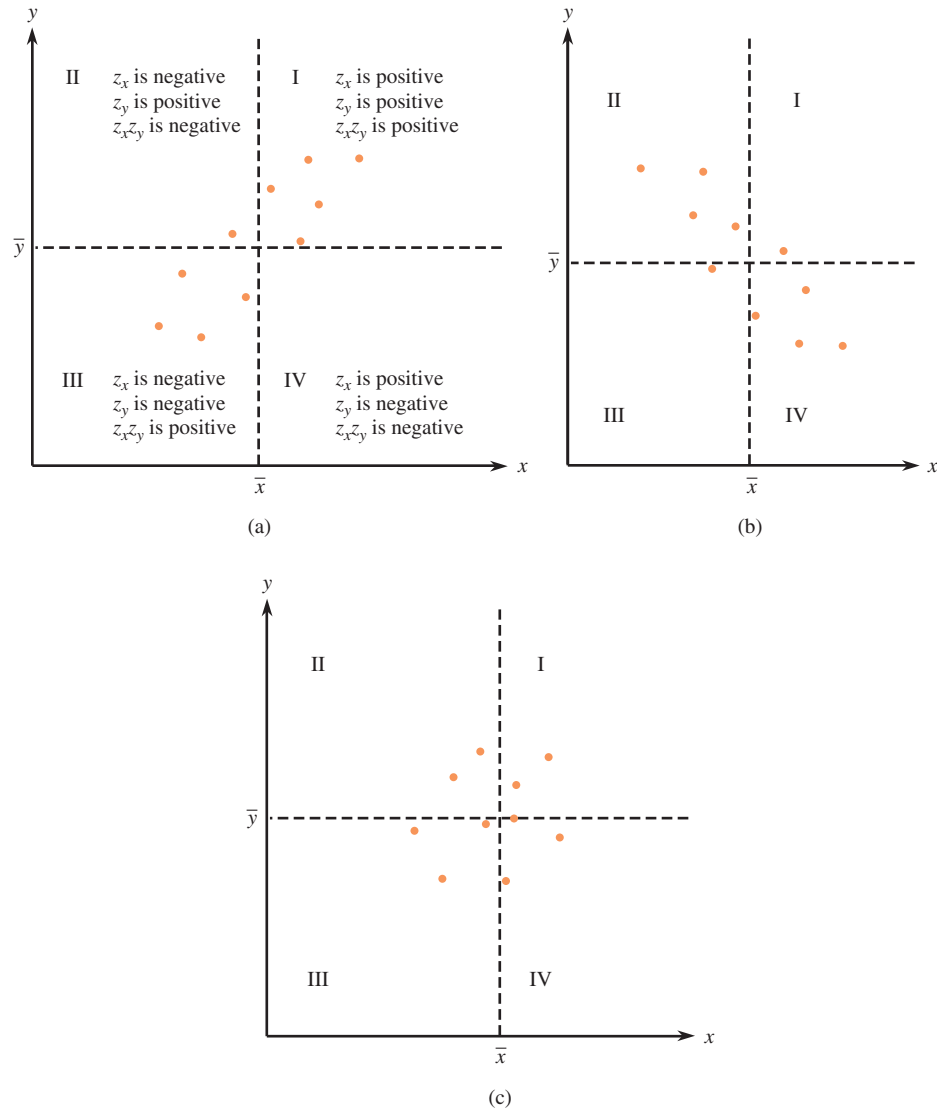 y
II z_x is negative
z_y is positive
z_xz_y is negative
I z_x is positive
z_y is positive
z_xz_y is positive
y̅
III z_x is negative
z_y is negative
z_xz_y is positive
IV z_x is positive
z_y is negative
z_xz_y is negative
x
x̅
(a)
y
II
I
y̅
III
IV
x
x̅
(b)
y
II
I
y̅
III
IV
x
x̅
(c)